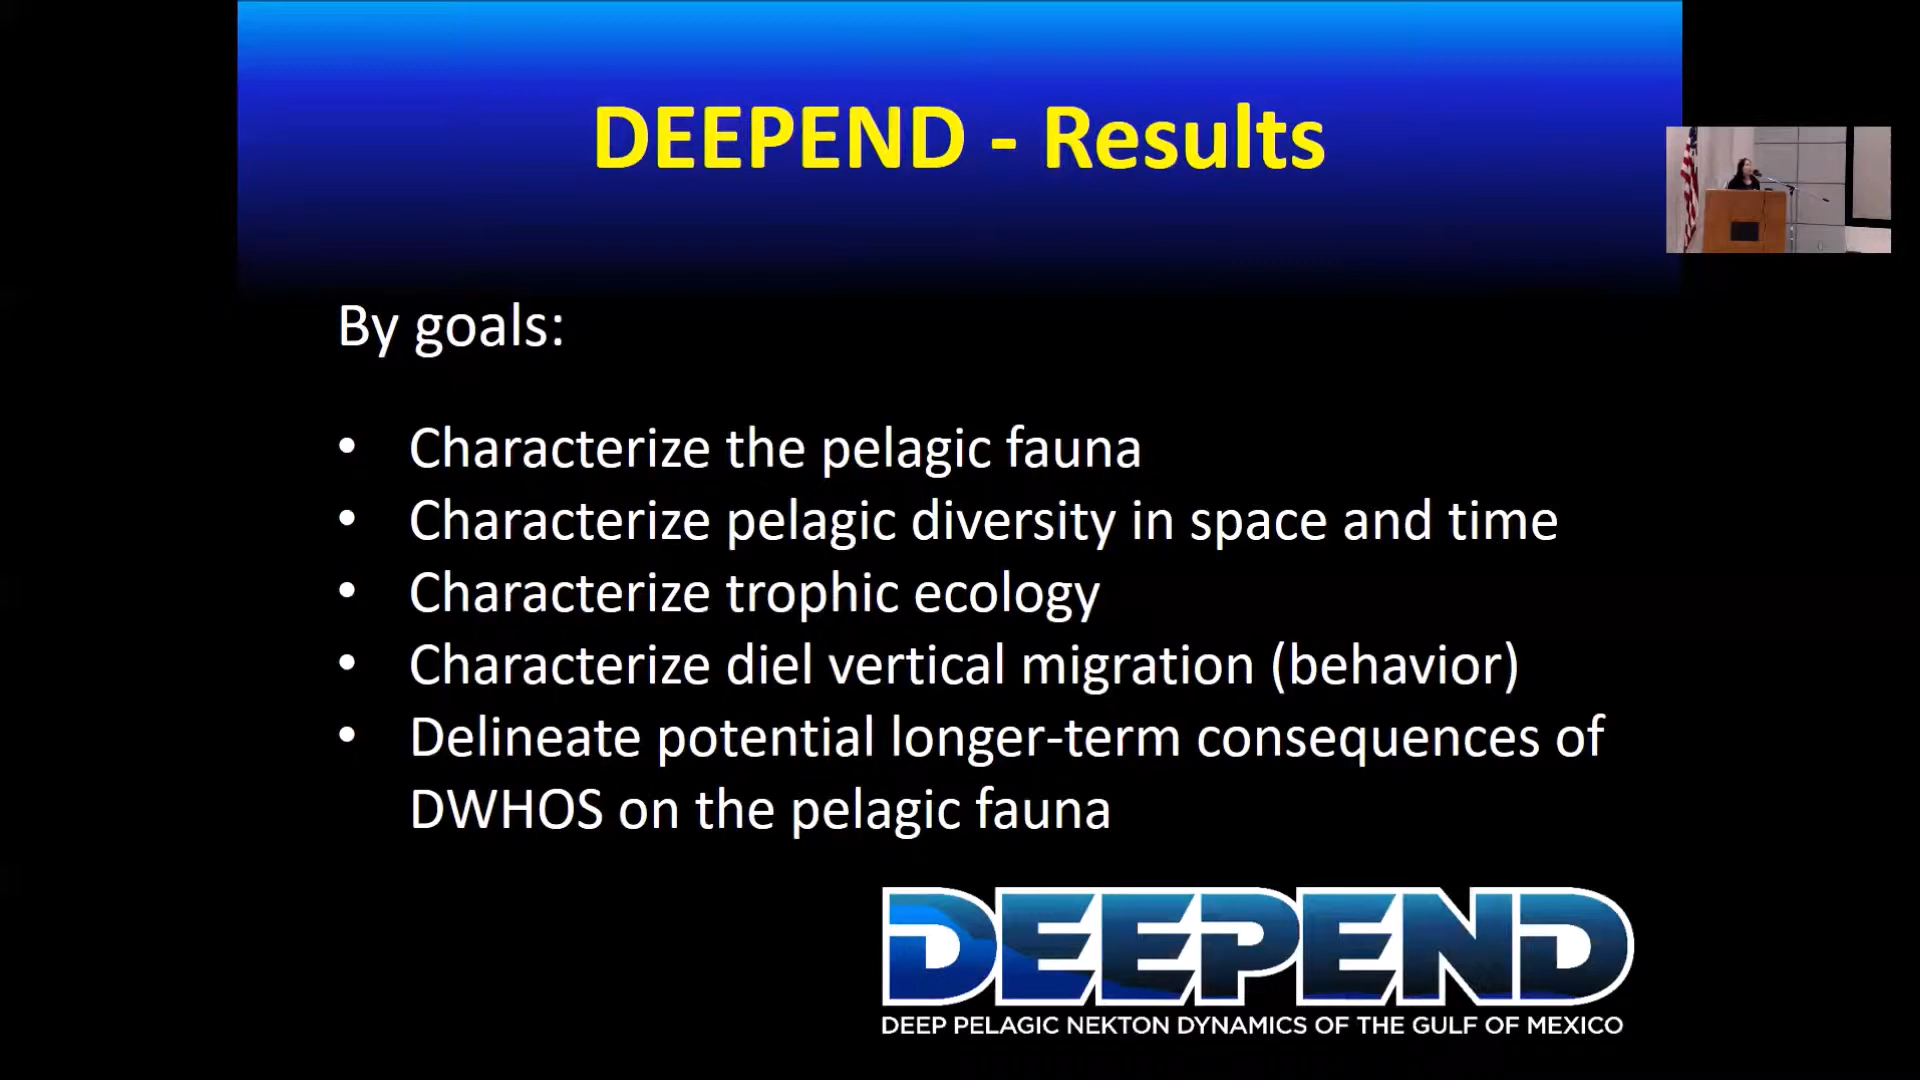 DEEPEND - Results
By goals:
• Characterize the pelagic fauna
• Characterize pelagic diversity in space and time
• Characterize trophic ecology
• Characterize diel vertical migration (behavior)
• Delineate potential longer-term consequences of
DWHOS on the pelagic fauna
DEEPEND
DEEP PELAGIC NEKTON DYNAMICS OF THE GULF OF MEXICO